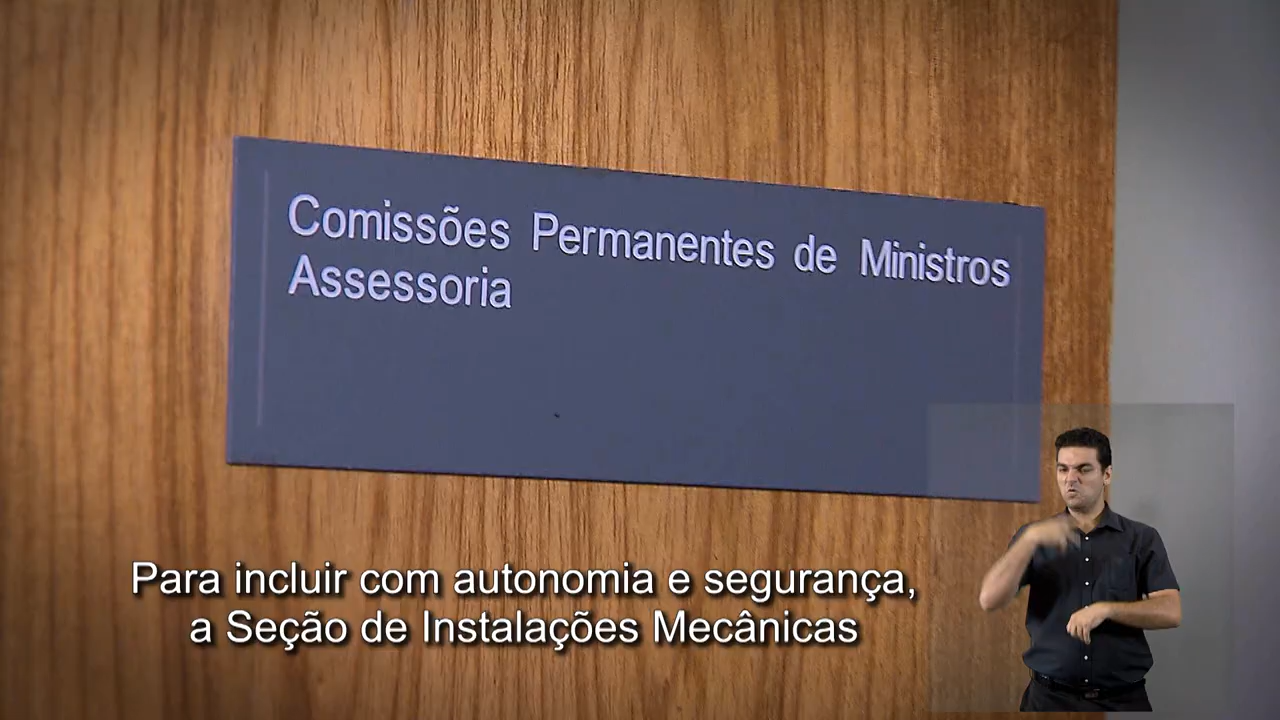 Comissões Permanentes de Ministros
Assessoria
Para incluir com autonomia e segurança,
a Seção de Instalações Mecânicas